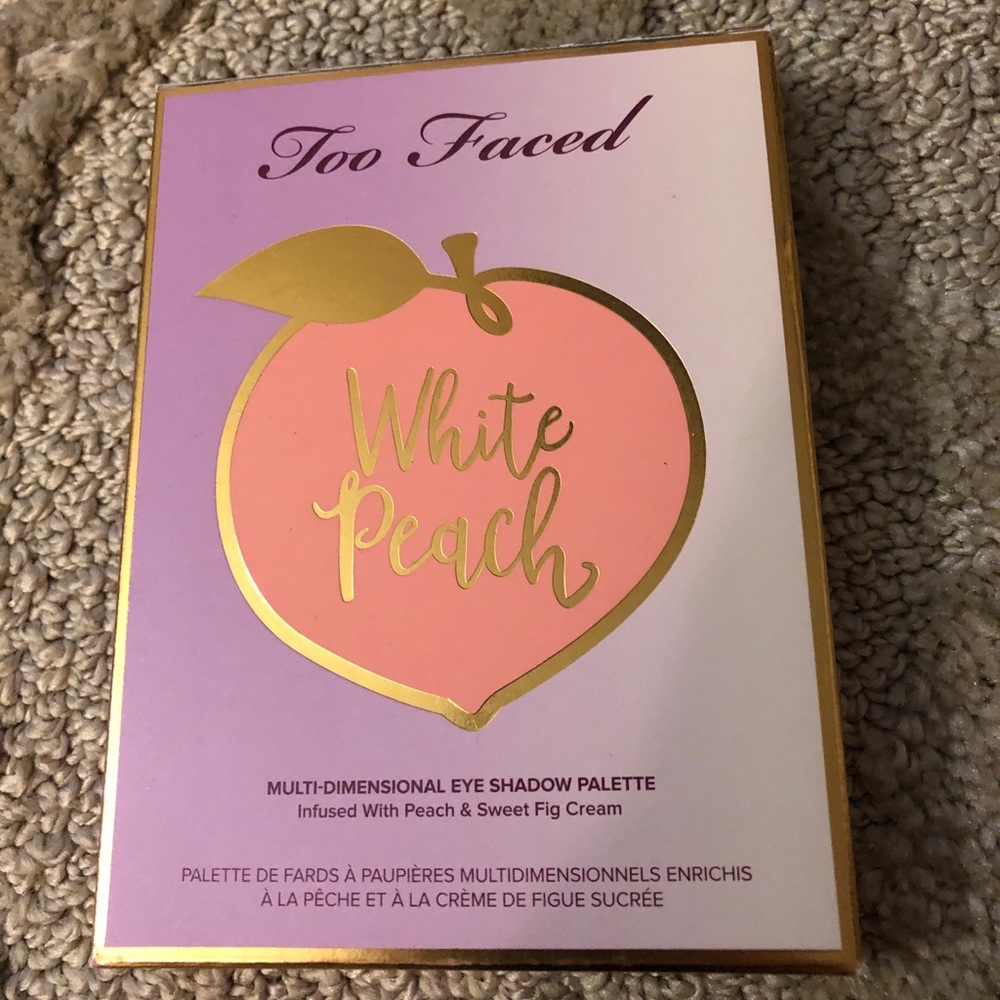 Too Faced
White
Peach
MULTI-DIMENSIONAL EYE SHADOW PALETTE
Infused With Peach & Sweet Fig Cream
PALETTE DE FARDS À PAUPIÈRES MULTIDIMENSIONNELS ENRICHIS
À LA PÊCHE ET À LA CRÈME DE FIGUE SUCRÉE